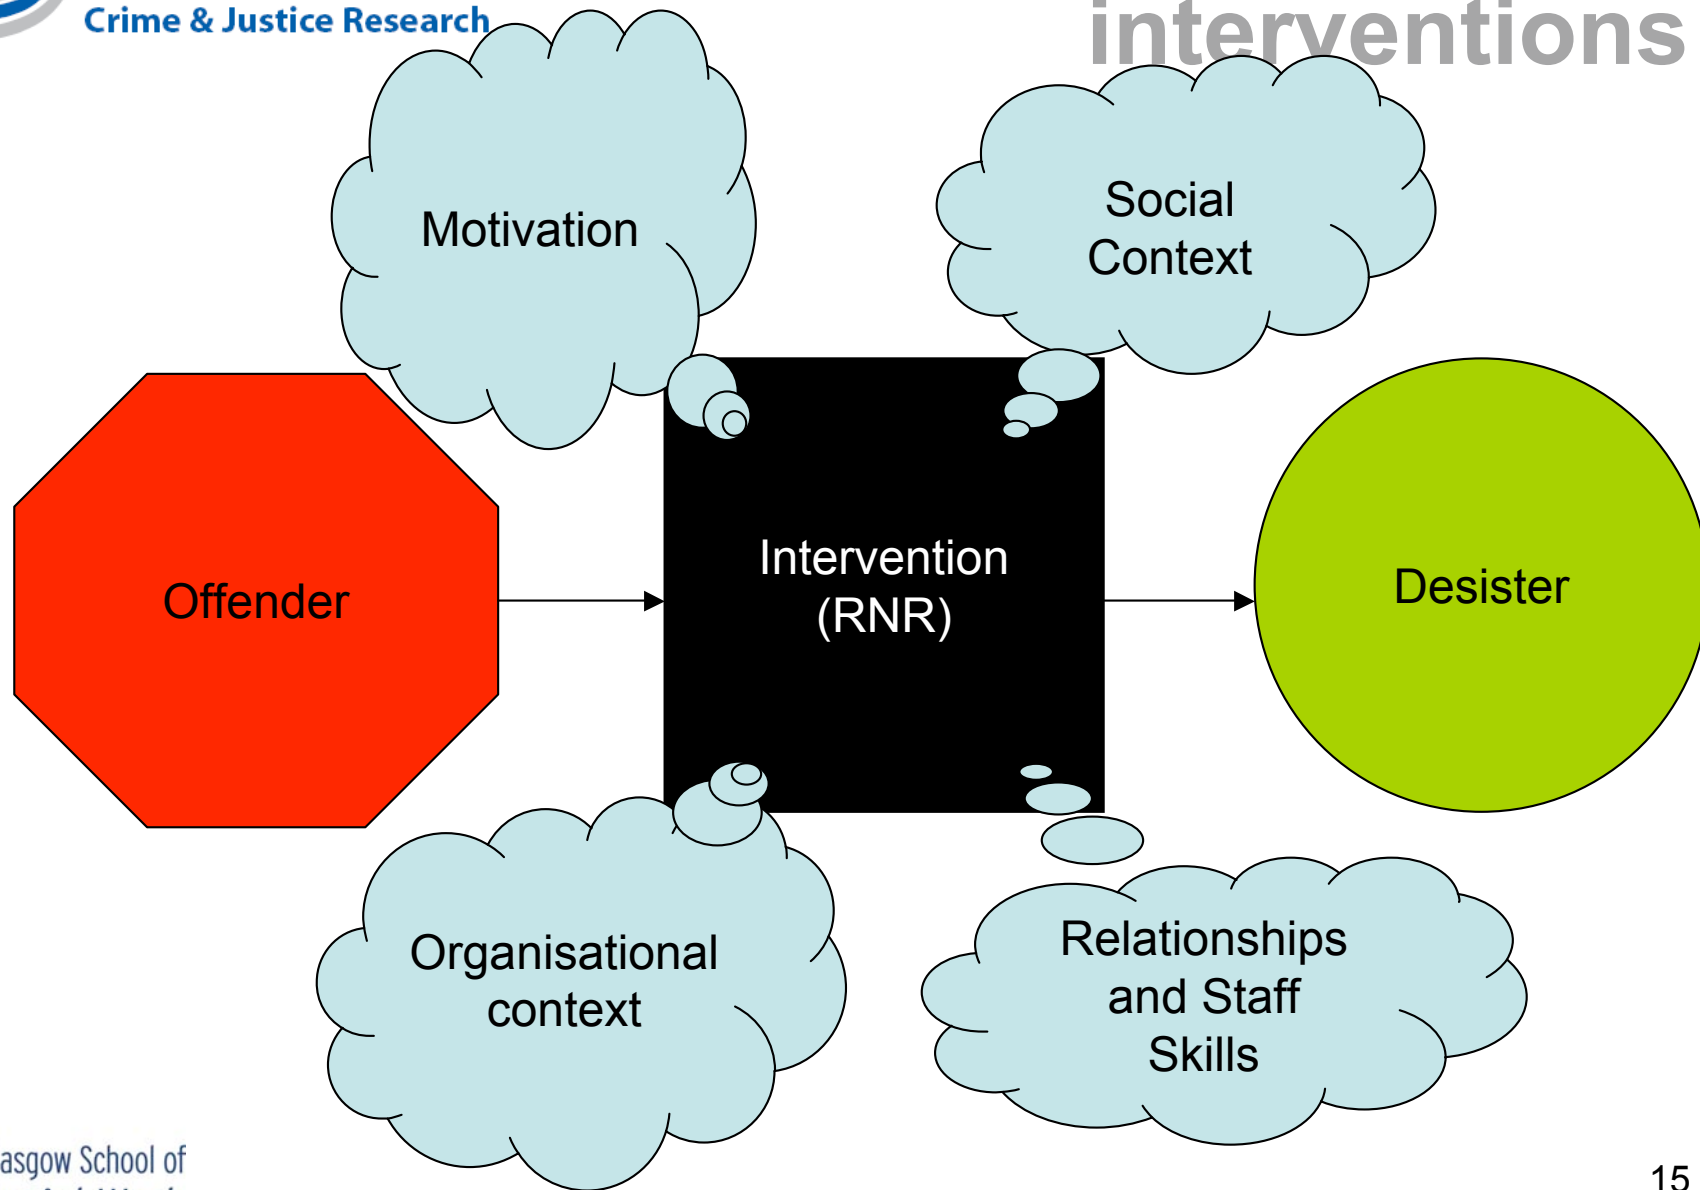 Crime & Justice Research
interventions
Motivation
Social
Context
Offender
Intervention
(RNR)
Desister
Organisational
context
Relationships
and Staff
Skills
asgow School of
15